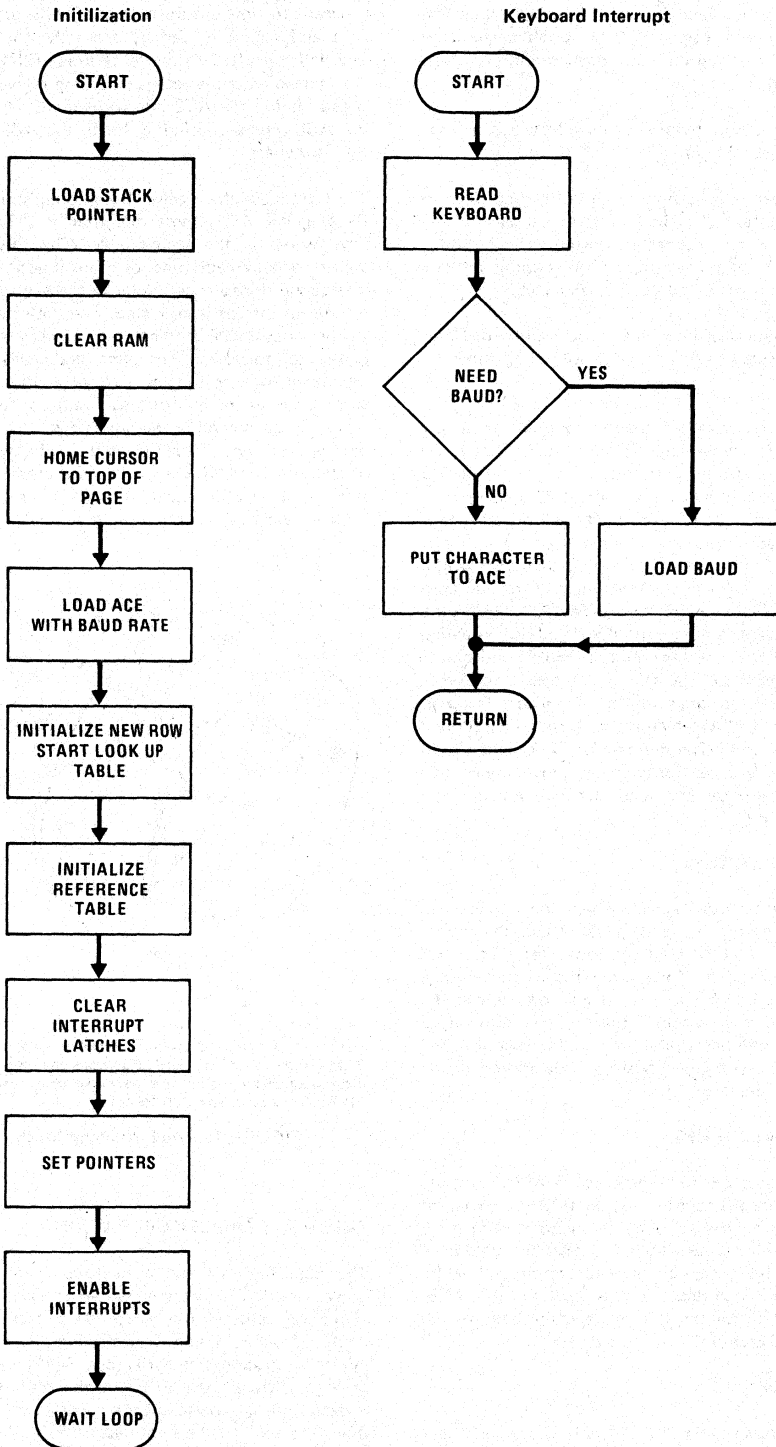 Initilization
START
LOAD STACK
POINTER
CLEAR RAM
HOME CURSOR
TO TOP OF
PAGE
LOAD ACE
WITH BAUD RATE
INITIALIZE NEW ROW
START LOOK UP
TABLE
INITIALIZE
REFERENCE
TABLE
CLEAR
INTERRUPT
LATCHES
SET POINTERS
ENABLE
INTERRUPTS
WAIT LOOP
Keyboard Interrupt
START
READ
KEYBOARD
NEED
BAUD?
YES
NO
PUT CHARACTER
TO ACE
LOAD BAUD
RETURN